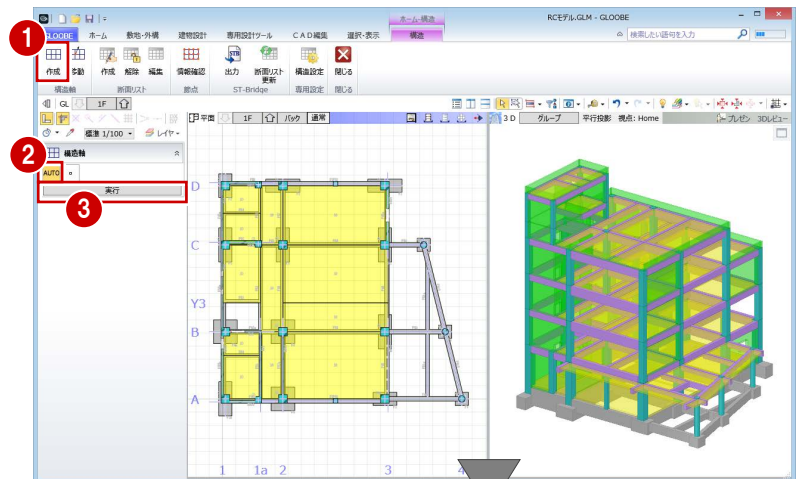 ホーム-構造
RCモデル.GLM - GLOOBE
GLOOBE ホーム 敷地・外構 建物設計 専用設計ツール CAD編集 選択・表示 構造
検索したい語句を入力
1
作成 移動 作成 解除 編集 情報確認 出力 断面リスト更新 構造設定 閉じる
構造軸 断面リスト 節点 ST-Bridge 専用設定 閉じる
GL 1F
平面 1F バック 通常
3D グループ 平行投影 視点: Home
プレゼン 3Dレビュー
標準 1/100 レイヤ
2
構造軸
AUTO
実行
3
D
C
Y3
B
A
1 1a 2 3 4